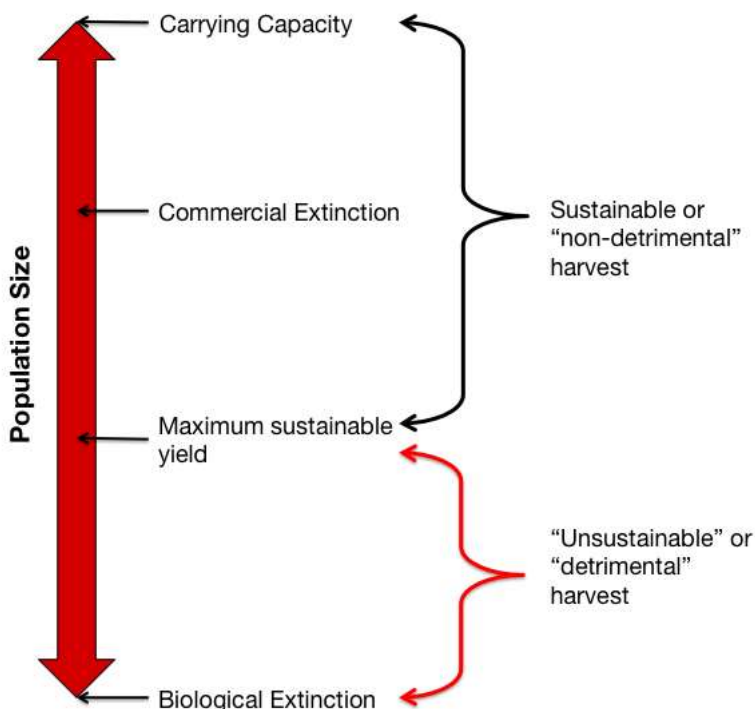 Carrying Capacity
Commercial Extinction
Sustainable or
“non-detrimental”
harvest
Population Size
Maximum sustainable
yield
“Unsustainable” or
“detrimental”
harvest
Biological Extinction